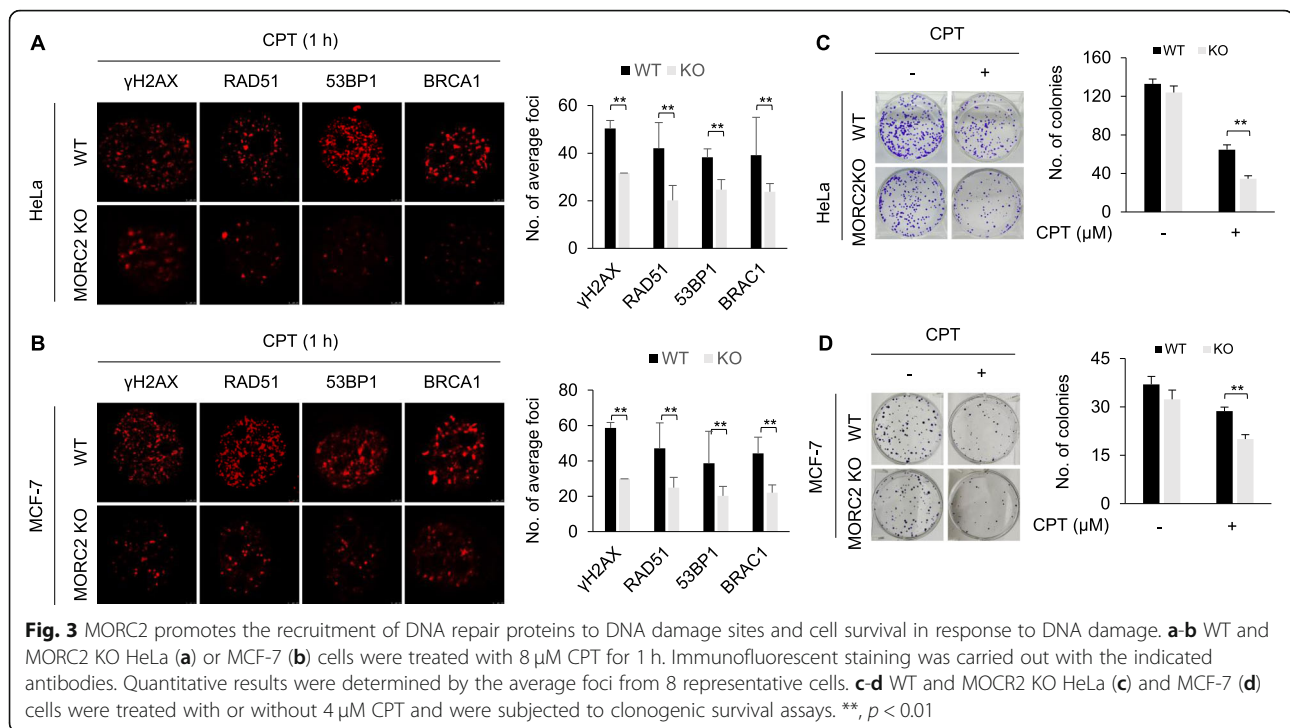 A
CPT (1 h)
γH2AX RAD51 53BP1 BRCA1
HeLa
WT
MORC2 KO
WT KO
No. of average foci
60
40
20
0
** ** ** **
γH2AX RAD51 53BP1 BRAC1
B
CPT (1 h)
γH2AX RAD51 53BP1 BRCA1
MCF-7
WT
MORC2 KO
WT KO
No. of average foci
80
60
40
20
0
** ** ** **
γH2AX RAD51 53BP1 BRAC1
C
CPT
- +
HeLa
WT
MORC2KO
WT KO
No. of colonies
160
120
80
40
0
**
CPT (μM) - +
D
CPT
- +
MCF-7
WT
MORC2 KO
WT KO
No. of colonies
45
30
15
0
**
CPT (μM) - +
Fig. 3 MORC2 promotes the recruitment of DNA repair proteins to DNA damage sites and cell survival in response to DNA damage. a-b WT and
MORC2 KO HeLa (a) or MCF-7 (b) cells were treated with 8 μM CPT for 1 h. Immunofluorescent staining was carried out with the indicated
antibodies. Quantitative results were determined by the average foci from 8 representative cells. c-d WT and MOCR2 KO HeLa (c) and MCF-7 (d)
cells were treated with or without 4 μM CPT and were subjected to clonogenic survival assays. **, p < 0.01